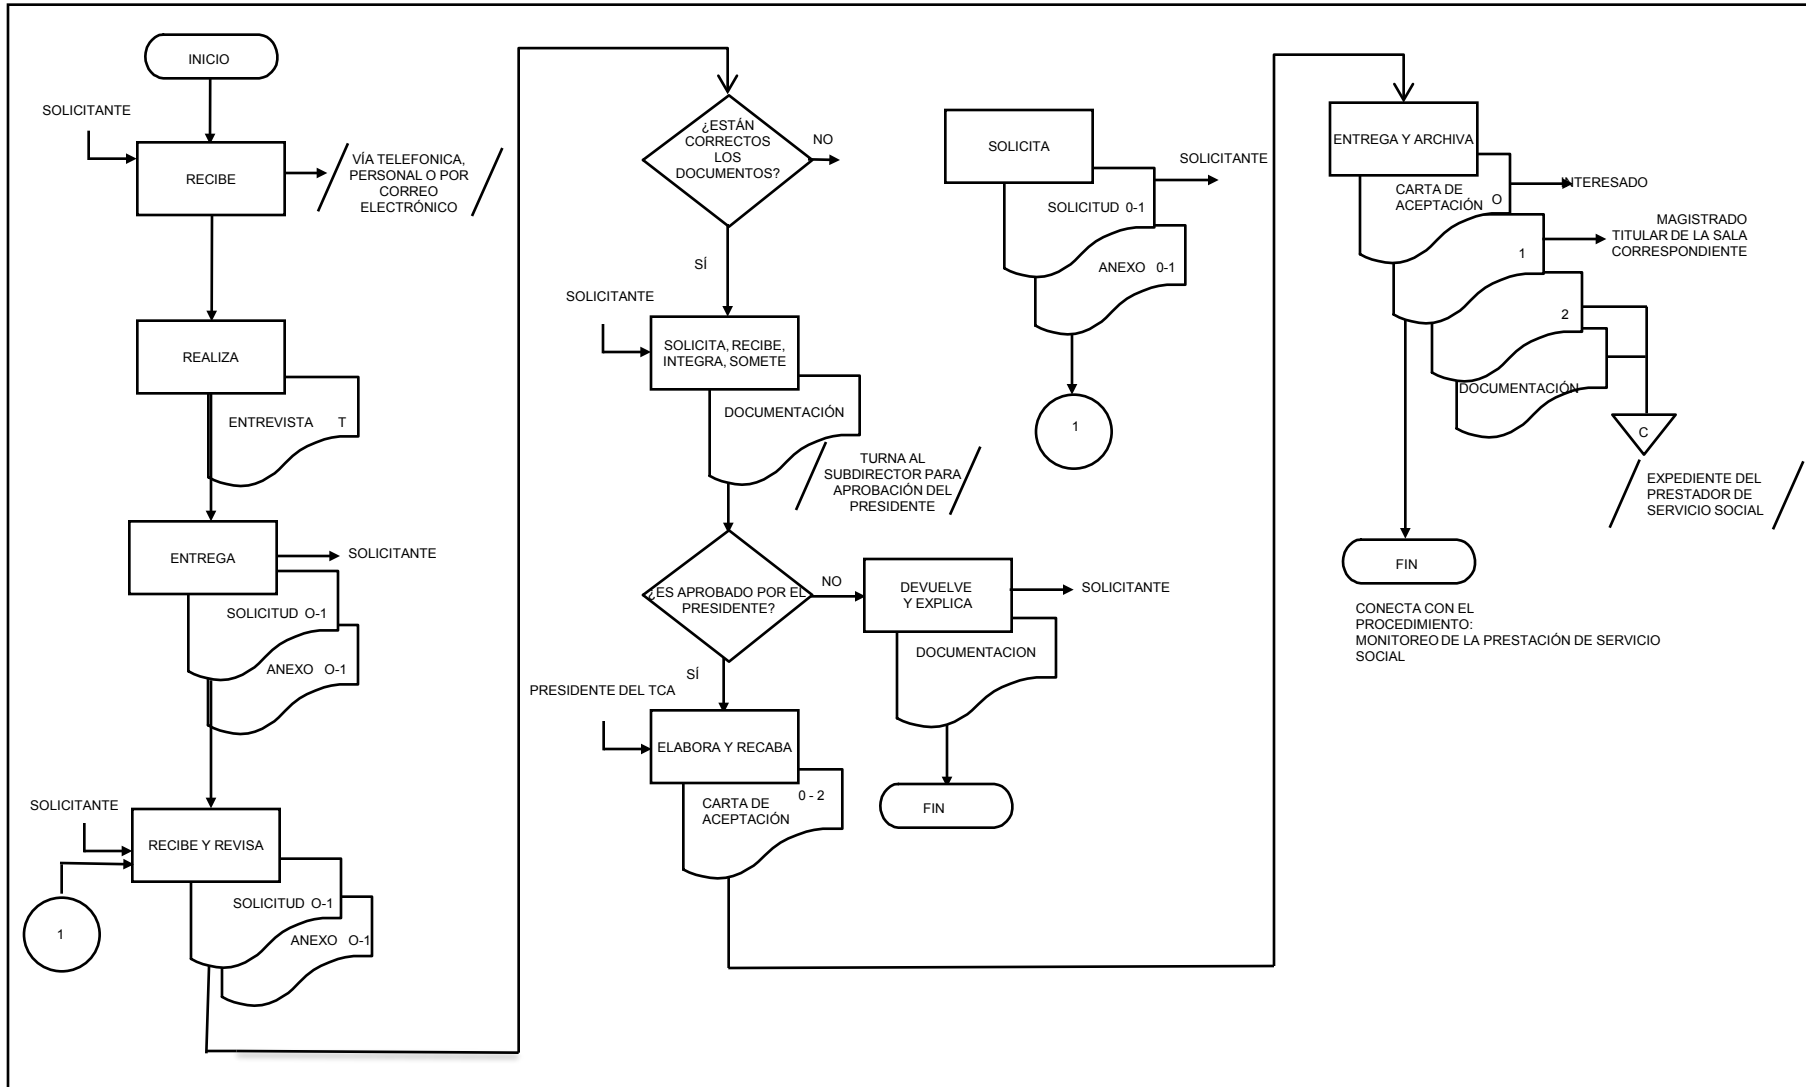 INICIO
SOLICITANTE
RECIBE
VÍA TELEFONICA,
PERSONAL O POR
CORREO
ELECTRÓNICO
REALIZA
ENTREVISTA T
ENTREGA
SOLICITANTE
SOLICITUD O-1
ANEXO O-1
SOLICITANTE
RECIBE Y REVISA
SOLICITUD O-1
ANEXO O-1
1
¿ESTÁN
CORRECTOS
LOS
DOCUMENTOS?
NO
SÍ
SOLICITANTE
SOLICITA, RECIBE,
INTEGRA, SOMETE
DOCUMENTACIÓN
TURNA AL
SUBDIRECTOR PARA
APROBACIÓN DEL
PRESIDENTE
¿ES APROBADO POR EL
PRESIDENTE?
NO
SÍ
DEVUELVE
Y EXPLICA
SOLICITANTE
DOCUMENTACION
FIN
PRESIDENTE DEL TCA
ELABORA Y RECABA
0 - 2
CARTA DE
ACEPTACIÓN
SOLICITA
SOLICITANTE
SOLICITUD 0-1
ANEXO 0-1
1
ENTREGA Y ARCHIVA
CARTA DE
ACEPTACIÓN O
INTERESADO
1
MAGISTRADO
TITULAR DE LA SALA
CORRESPONDIENTE
2
DOCUMENTACIÓN
C
EXPEDIENTE DEL
PRESTADOR DE
SERVICIO SOCIAL
FIN
CONECTA CON EL
PROCEDIMIENTO:
MONITOREO DE LA PRESTACIÓN DE SERVICIO
SOCIAL